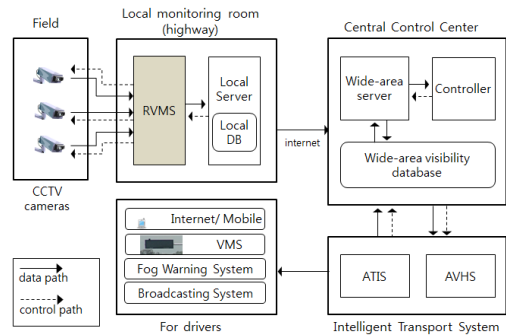 Field
Local monitoring room
(highway)
Central Control Center
RVMS
Local
Server
Local
DB
Wide-area
server
Controller
internet
Wide-area visibility
database
CCTV
cameras
Internet/ Mobile
VMS
Fog Warning System
Broadcasting System
ATIS
AVHS
data path
control path
For drivers
Intelligent Transport System